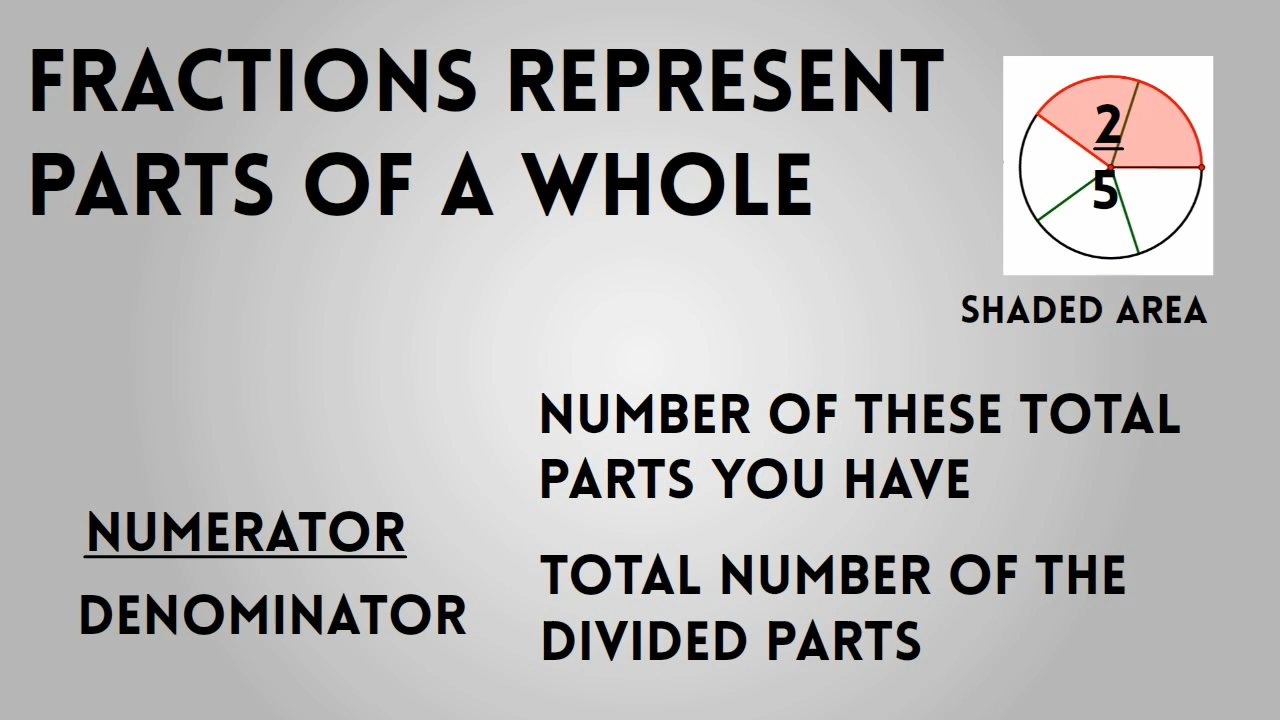 FRACTIONS REPRESENT
PARTS OF A WHOLE
2
5
SHADED AREA
NUMBER OF THESE TOTAL
PARTS YOU HAVE
NUMERATOR
DENOMINATOR
TOTAL NUMBER OF THE
DIVIDED PARTS